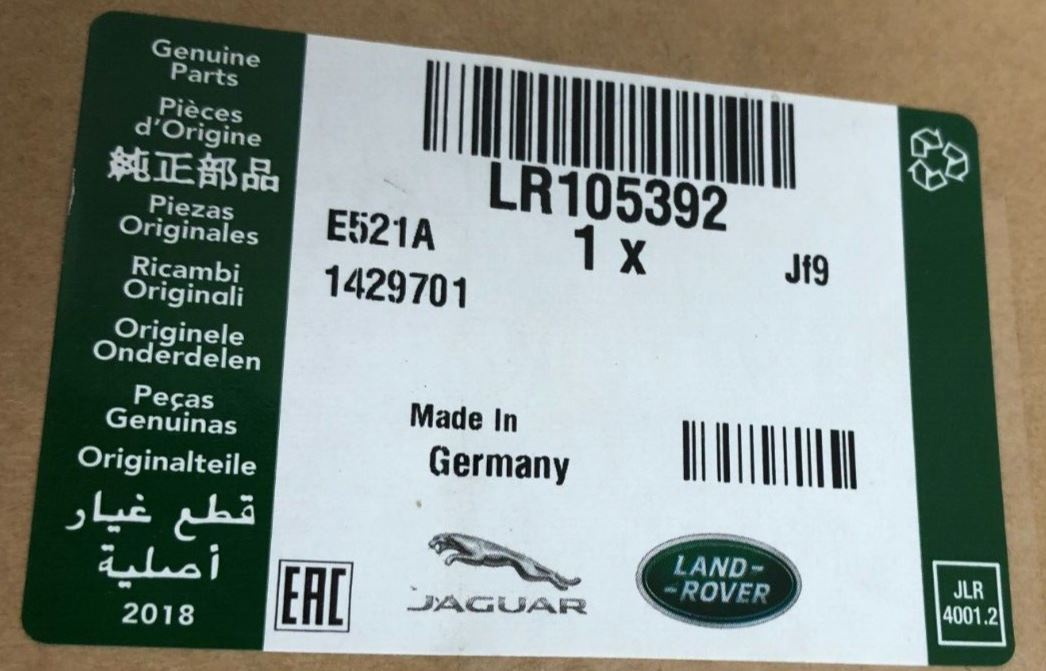 Genuine
Parts
Pièces
d'Origine
純正部品
Piezas
Originales
Ricambi
Originali
Originele
Onderdelen
Peças
Genuinas
Originalteile
قطع غيار
أصلية
2018
LR105392
E521A
1 x
Jf9
1429701
Made In
Germany
EAC
JAGUAR
LAND-
-ROVER
JLR
4001.2